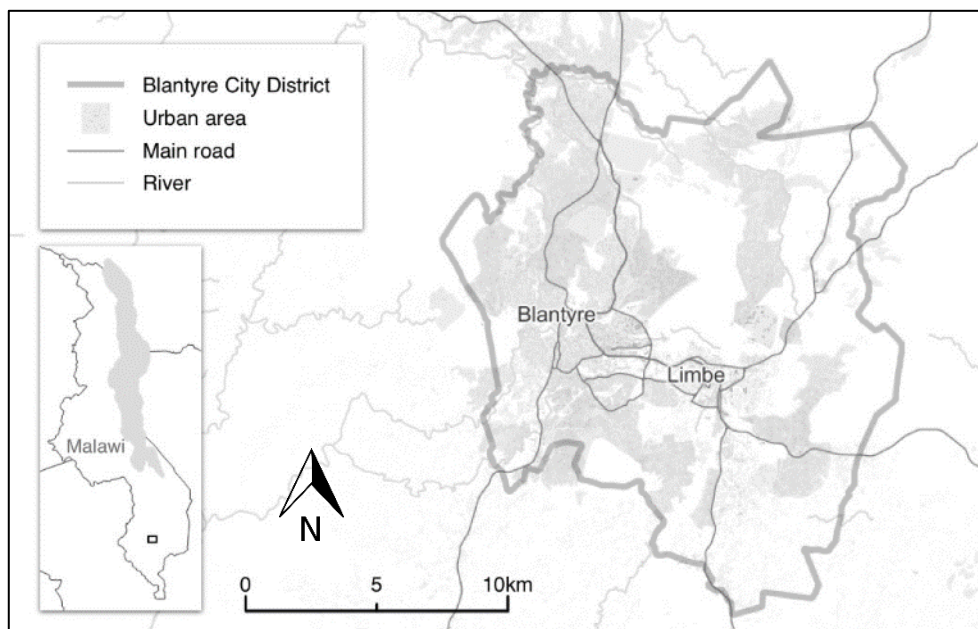 Blantyre City District
Urban area
Main road
River
Blantyre
Limbe
Malawi
N
0 5 10km